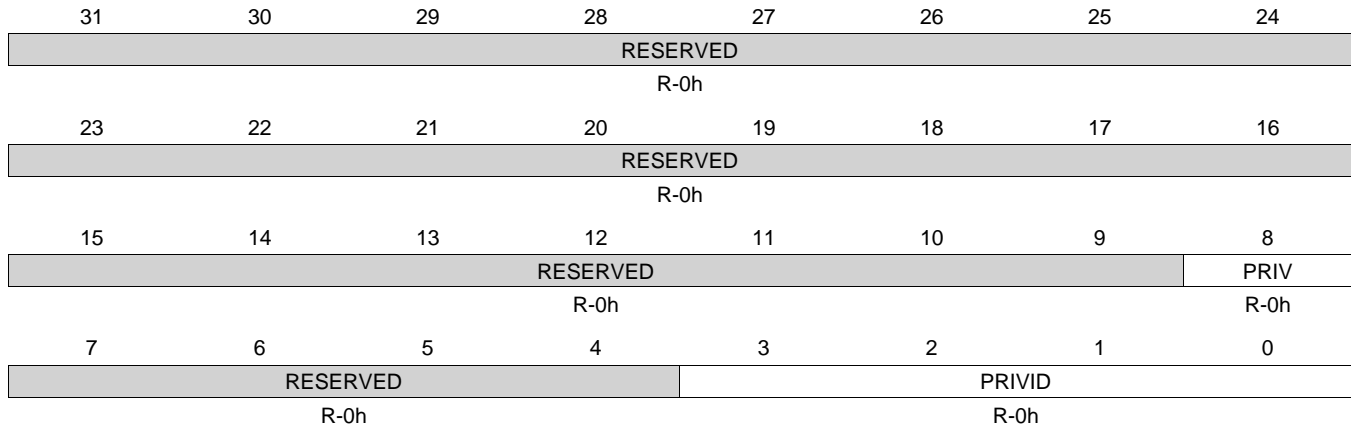 31 30 29 28 27 26 25 24
RESERVED
R-0h
23 22 21 20 19 18 17 16
RESERVED
R-0h
15 14 13 12 11 10 9 8
RESERVED PRIV
R-0h R-0h
7 6 5 4 3 2 1 0
RESERVED PRIVID
R-0h R-0h